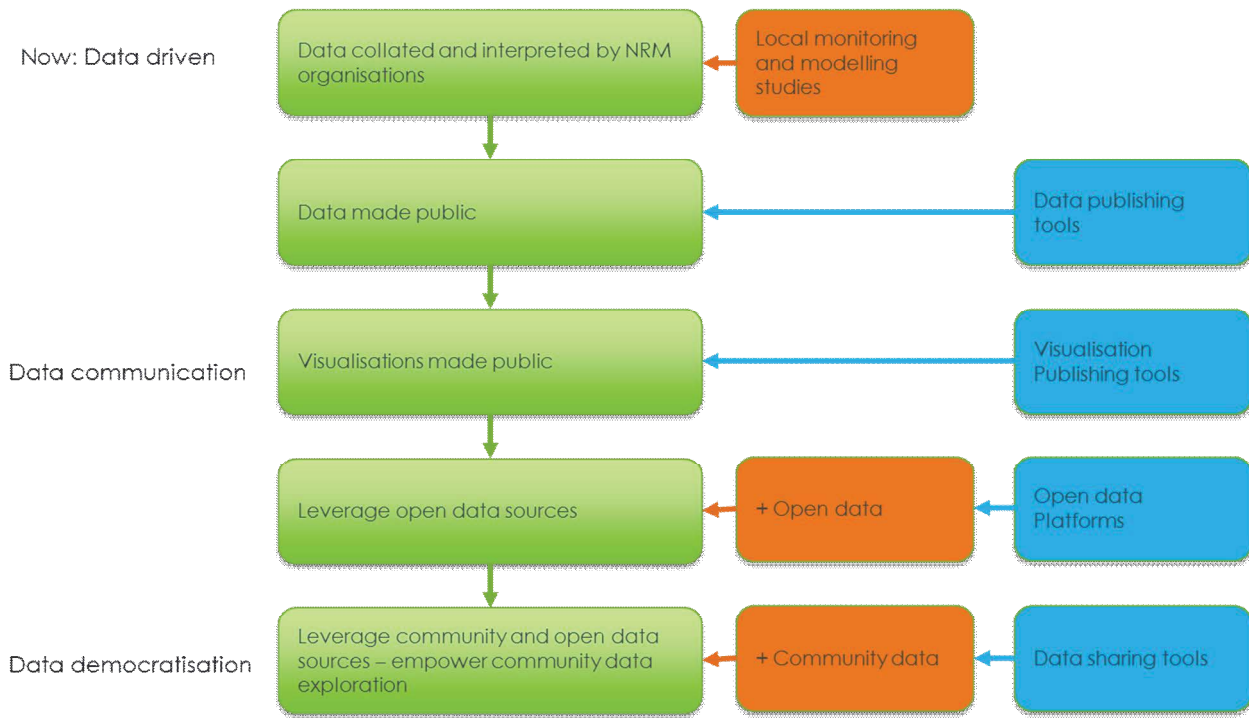 Now: Data driven
Data collated and interpreted by NRM
organisations
Local monitoring
and modelling
studies
Data made public
Data publishing
tools
Data communication
Visualisations made public
Visualisation
Publishing tools
Leverage open data sources
+ Open data
Open data
Platforms
Data democratisation
Leverage community and open data
sources – empower community data
exploration
+ Community data
Data sharing tools